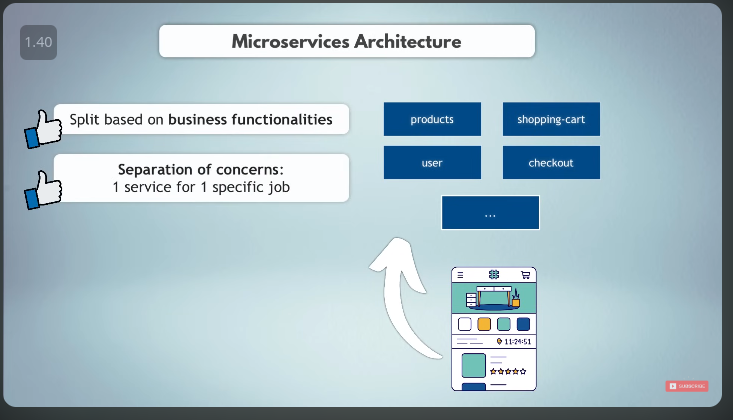 1.40
Microservices Architecture
Split based on business functionalities
Separation of concerns:
1 service for 1 specific job
products
shopping-cart
user
checkout
...
11:24:51
SUBSCRIBE